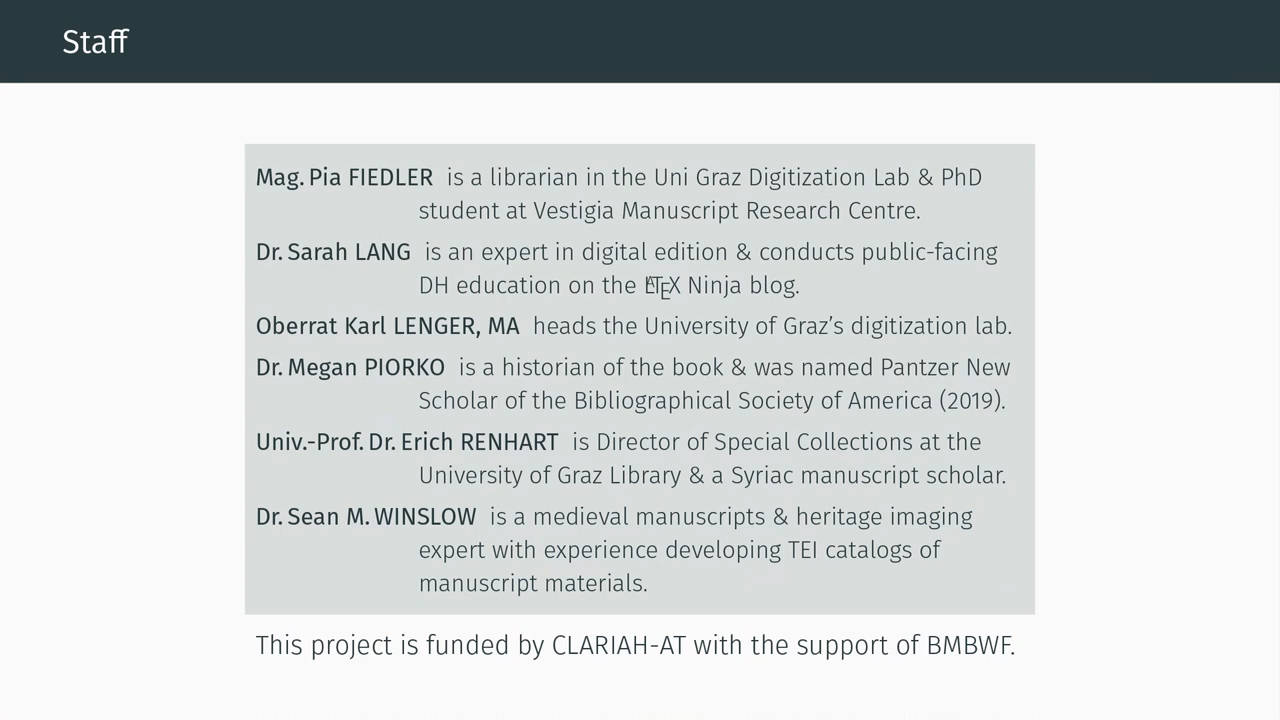 Staff
Mag. Pia FIEDLER is a librarian in the Uni Graz Digitization Lab & PhD
student at Vestigia Manuscript Research Centre.
Dr. Sarah LANG is an expert in digital edition & conducts public-facing
DH education on the LATEX Ninja blog.
Oberrat Karl LENGER, MA heads the University of Graz’s digitization lab.
Dr. Megan PIORKO is a historian of the book & was named Pantzer New
Scholar of the Bibliographical Society of America (2019).
Univ.-Prof. Dr. Erich RENHART is Director of Special Collections at the
University of Graz Library & a Syriac manuscript scholar.
Dr. Sean M. WINSLOW is a medieval manuscripts & heritage imaging
expert with experience developing TEI catalogs of
manuscript materials.
This project is funded by CLARIAH-AT with the support of BMBWF.